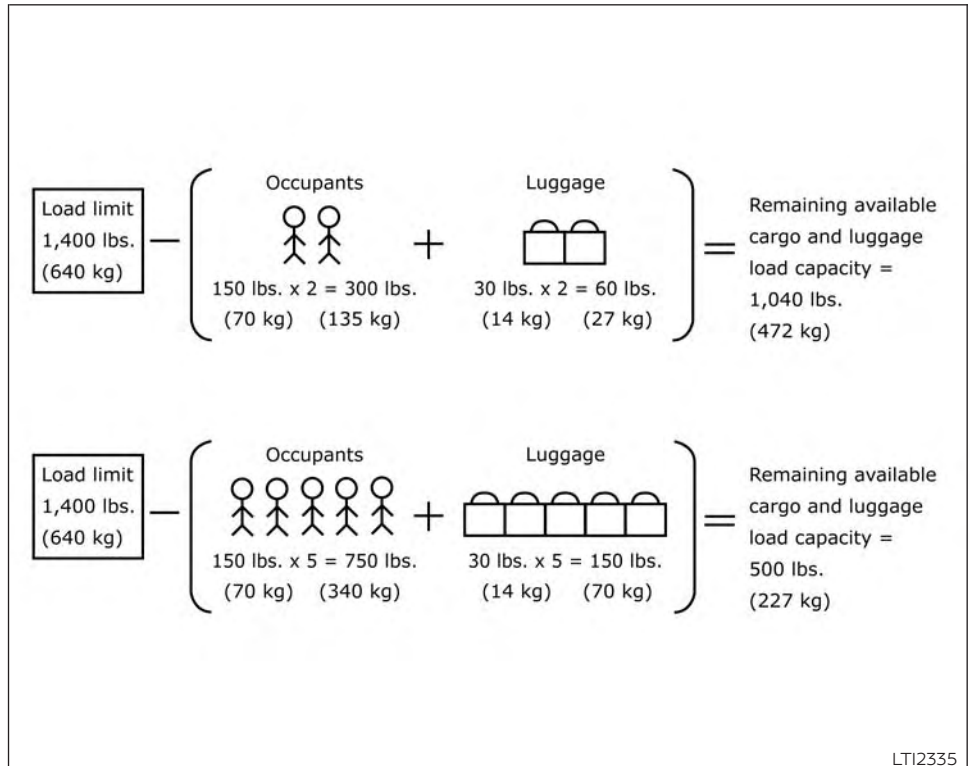 Occupants
Luggage
Load limit
1,400 lbs.
(640 kg)
150 lbs. x 2 = 300 lbs.
(70 kg) (135 kg)
+
30 lbs. x 2 = 60 lbs.
(14 kg) (27 kg)
=
Remaining available
cargo and luggage
load capacity =
1,040 lbs.
(472 kg)
Occupants
Luggage
Load limit
1,400 lbs.
(640 kg)
150 lbs. x 5 = 750 lbs.
(70 kg) (340 kg)
+
30 lbs. x 5 = 150 lbs.
(14 kg) (70 kg)
=
Remaining available
cargo and luggage
load capacity =
500 lbs.
(227 kg)
LTI2335